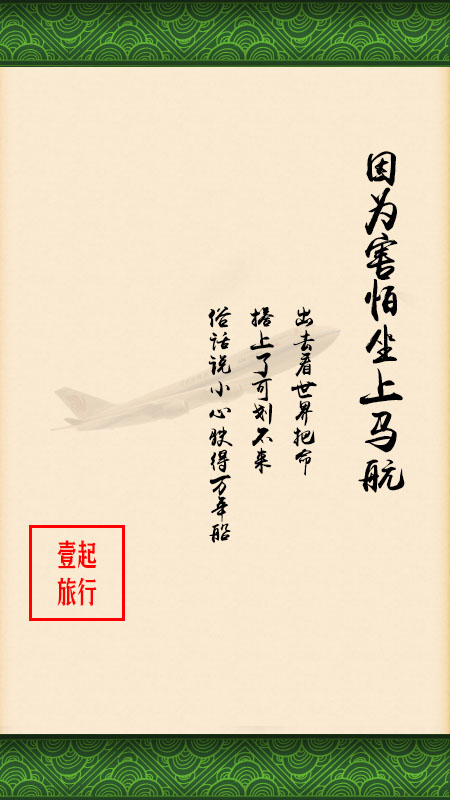 因为害怕坐上马航
出去看世界把命
搭上了可划不来
俗话说小心驶得万年船
壹起
旅行